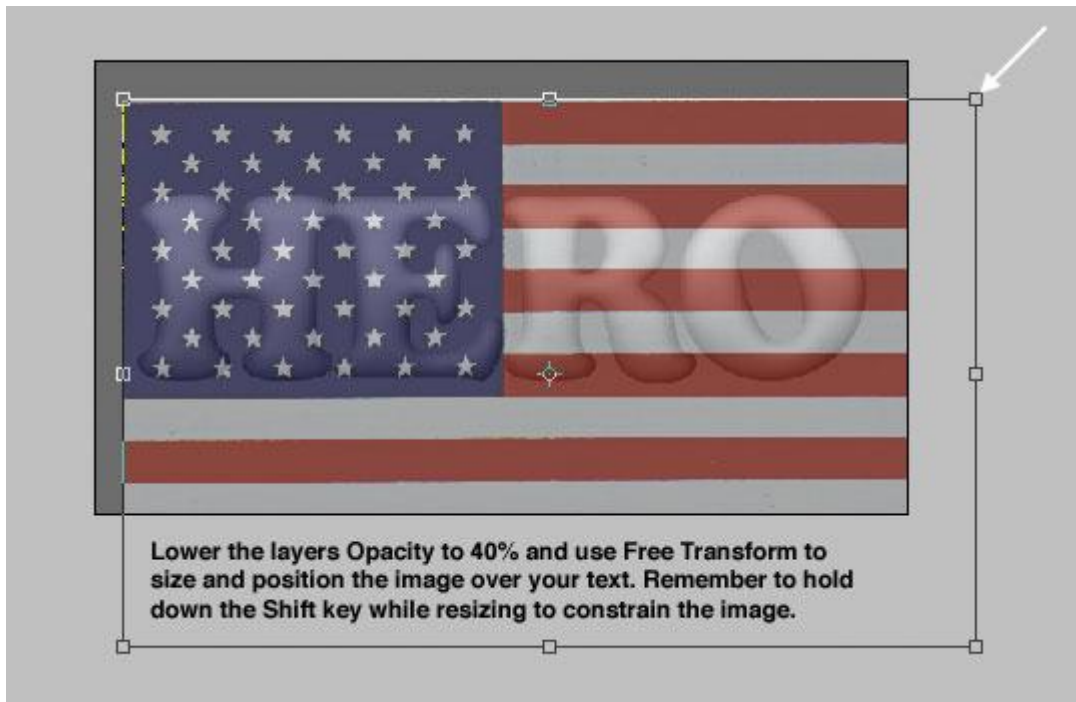 HERO
Lower the layers Opacity to 40% and use Free Transform to
size and position the image over your text. Remember to hold
down the Shift key while resizing to constrain the image.